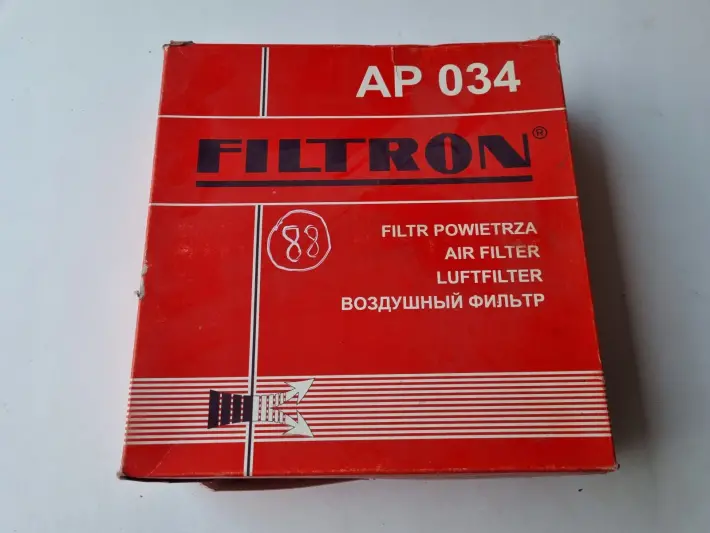 AP 034
FILTRON®
88
FILTR POWIETRZA
AIR FILTER
LUFTFILTER
ВОЗДУШНЫЙ ФИЛЬТР